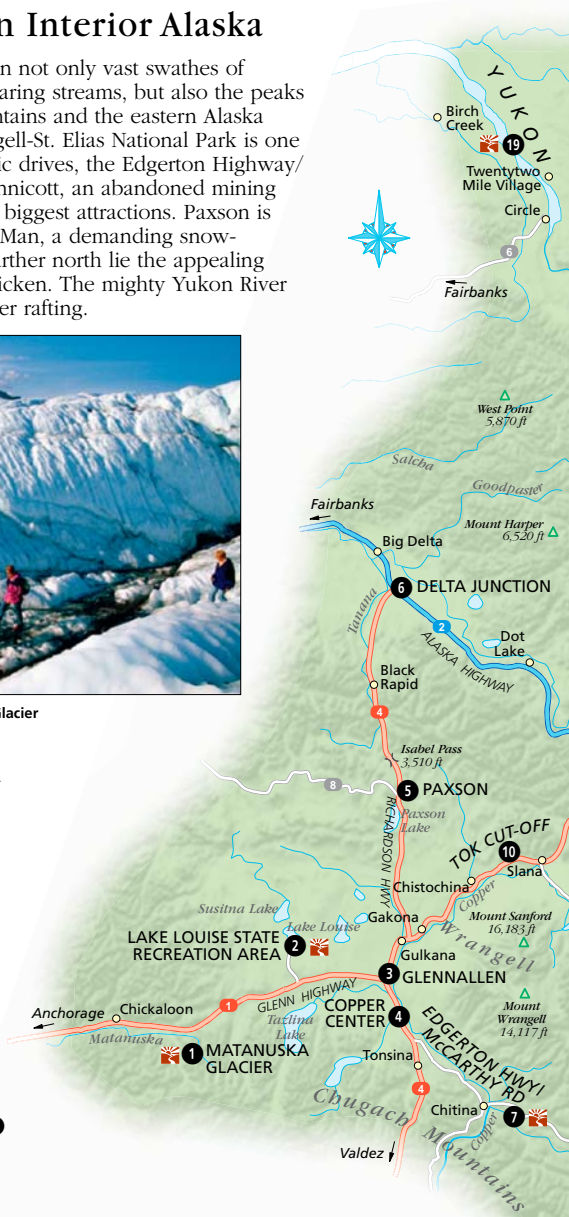 n Interior Alaska
n not only vast swathes of
aring streams, but also the peaks
ntains and the eastern Alaska
ngell-St. Elias National Park is one
ic drives, the Edgerton Highway/
nnicott, an abandoned mining
biggest attractions. Paxson is
Man, a demanding snow-
urther north lie the appealing
icken. The mighty Yukon River
er rafting.
YUKON
Birch
Creek
19
Twentytwo
Mile Village
Circle
6
Fairbanks
West Point
5,870 ft
Salcha
Goodpaster
Fairbanks
Mount Harper
6,520 ft
Big Delta
6 DELTA JUNCTION
Tanana
2
ALASKA HIGHWAY
Dot
Lake
Black
Rapid
4
Glacier
Isabel Pass
3,510 ft
8
5 PAXSON
Paxson
Lake
RICHARDSON HWY
TOK CUT-OFF
10
Slana
Chistochina
Copper
Susitna Lake
Lake Louise
Gakona
Mount Sanford
16,183 ft
Wrangell
LAKE LOUISE STATE
RECREATION AREA
2
Gulkana
3 GLENNALLEN
GLENN HIGHWAY
1
Anchorage
Chickaloon
Matanuska
Tazlina
Lake
COPPER
CENTER
4
Mount
Wrangell
14,117 ft
1 MATANUSKA
GLACIER
EDGERTON HWY/
MCCARTHY RD
Tonsina
4
Chitina
7
Copper
Chugach Mountains
Valdez